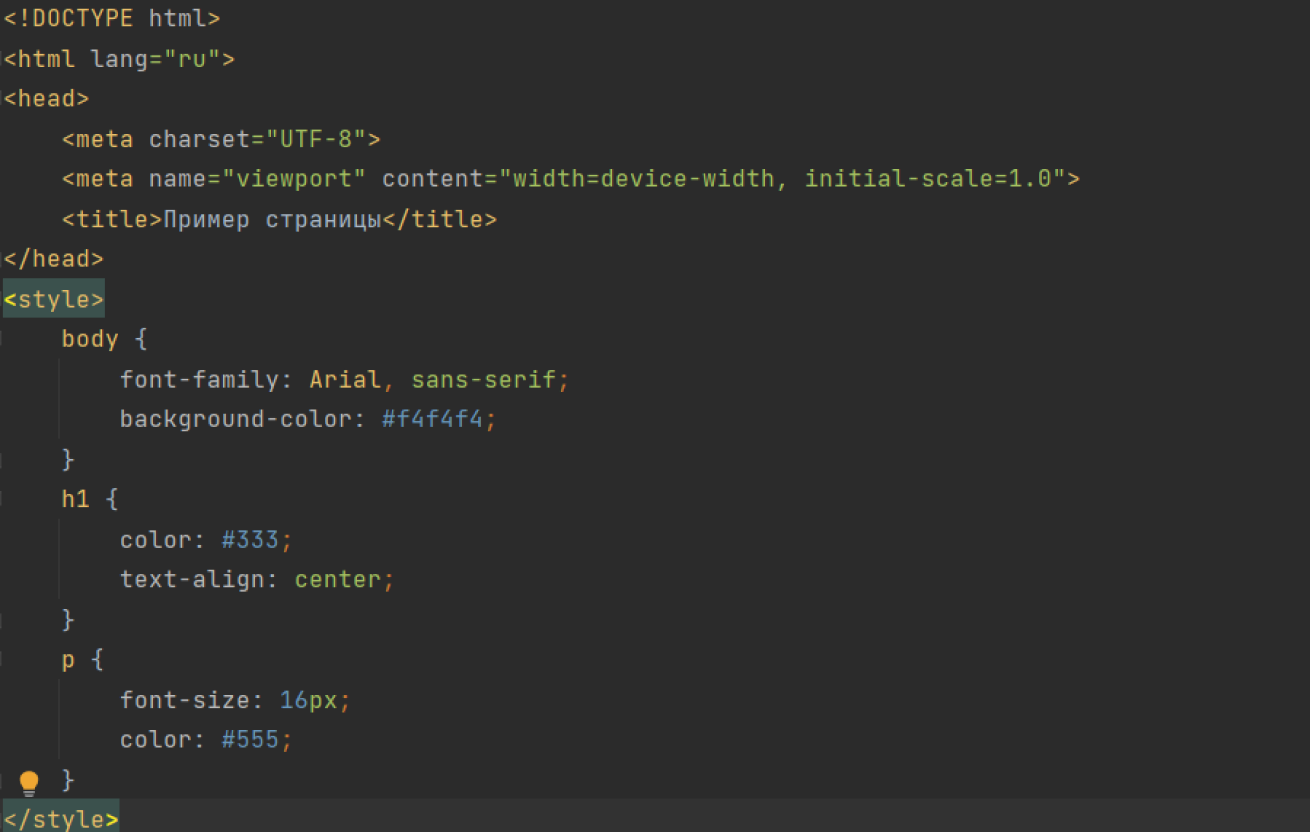 <!DOCTYPE html>
<html lang="ru">
<head>
    <meta charset="UTF-8">
    <meta name="viewport" content="width=device-width, initial-scale=1.0">
    <title>Пример страницы</title>
</head>
<style>
    body {
        font-family: Arial, sans-serif;
        background-color: #f4f4f4;
    }
    h1 {
        color: #333;
        text-align: center;
    }
    p {
        font-size: 16px;
        color: #555;
    }
</style>